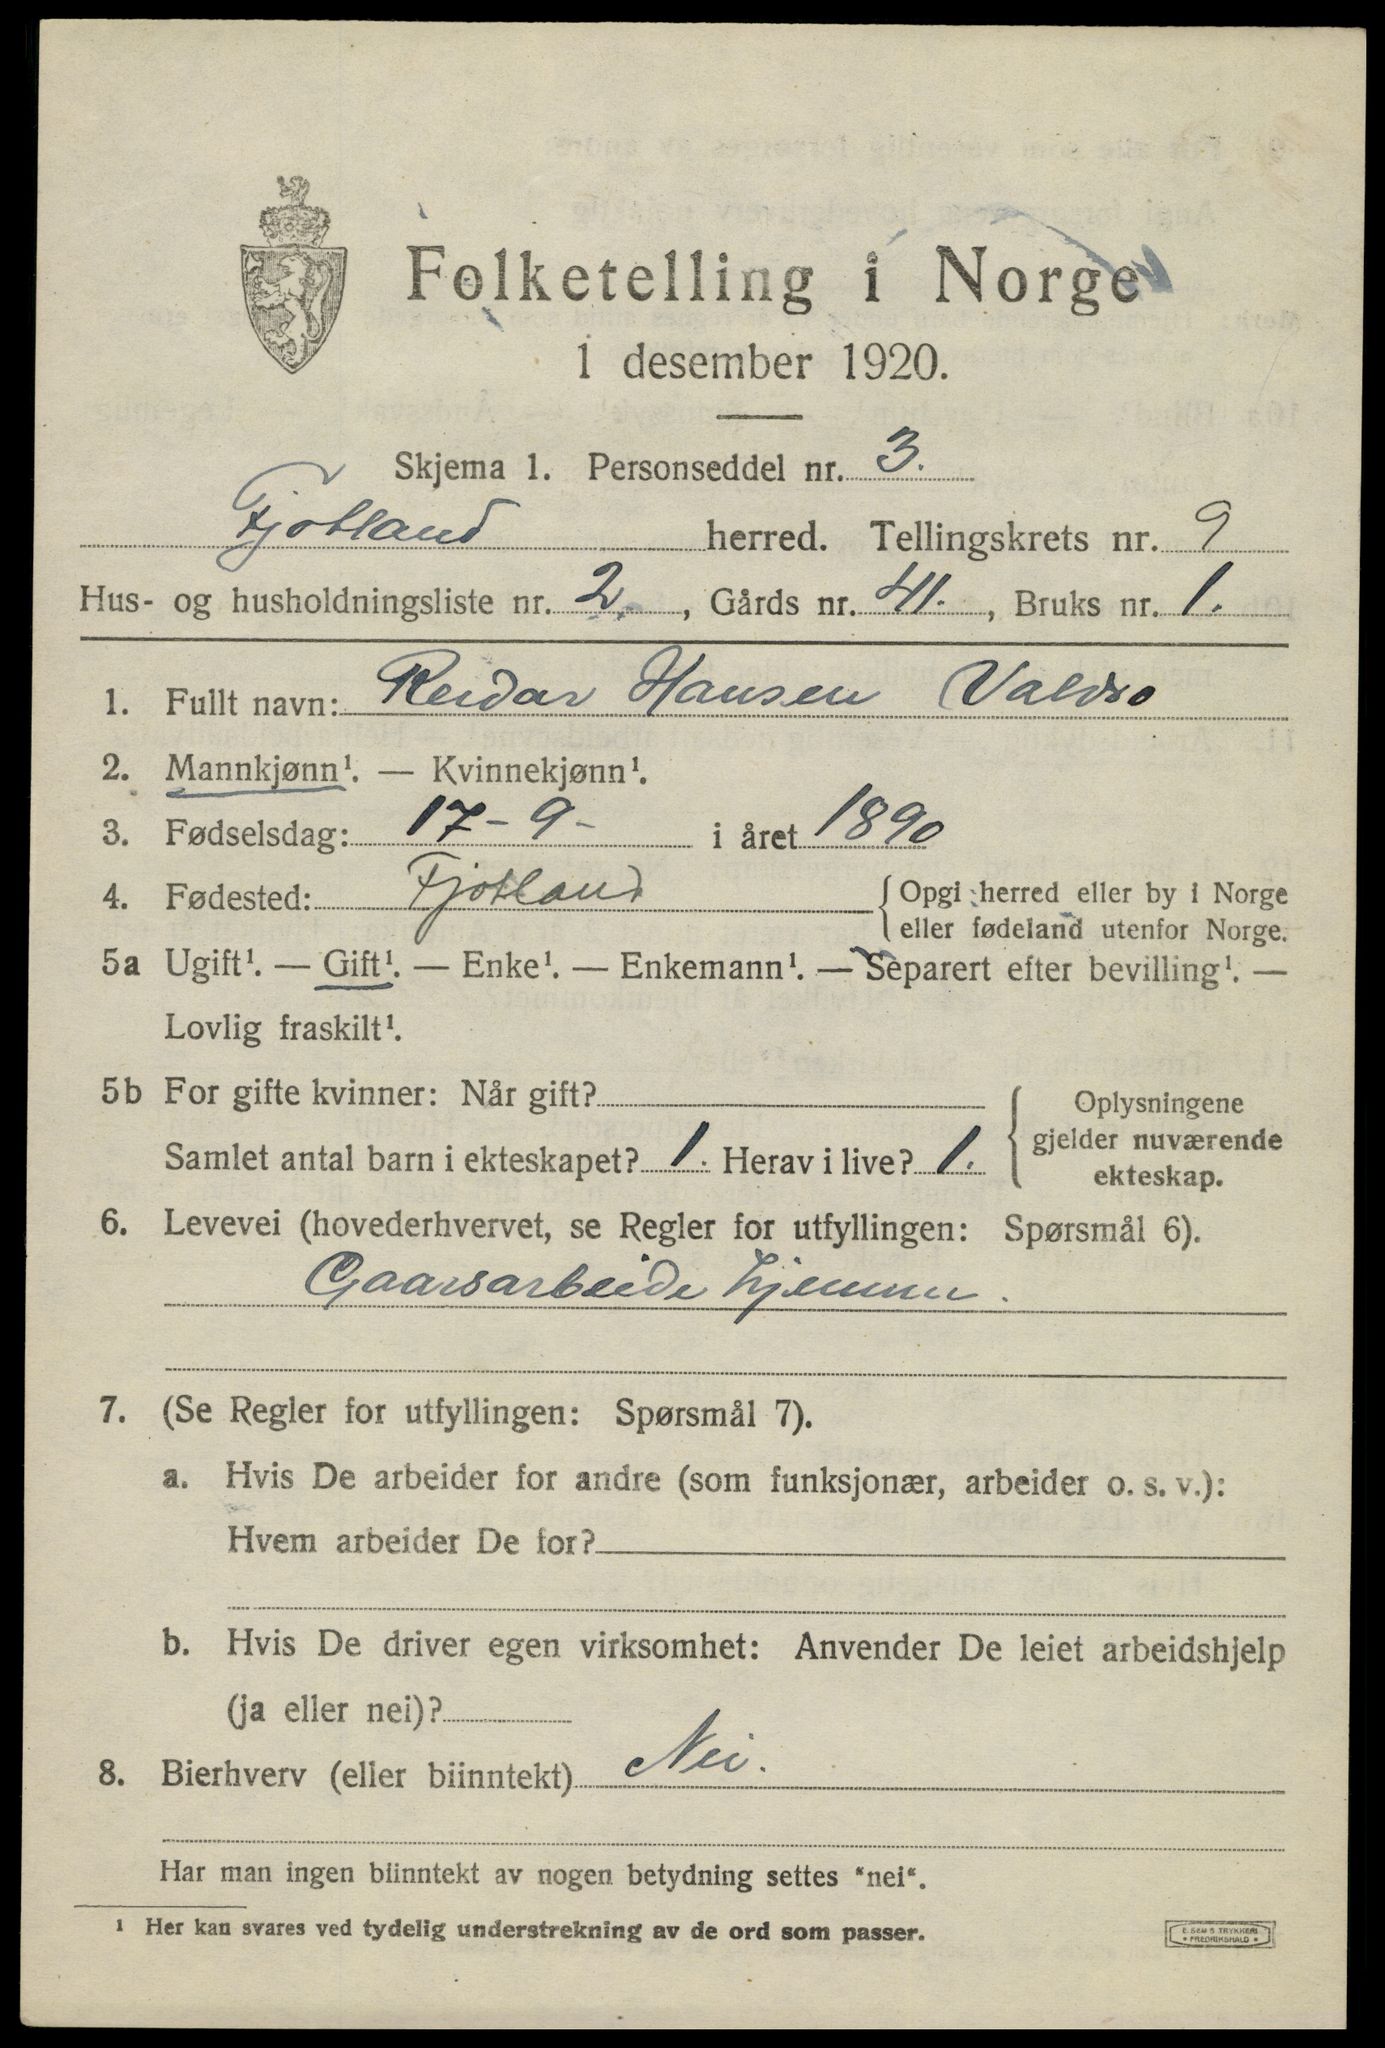 Folketelling i Norge
1 desember 1920.
Skjema 1. Personseddel nr. 3.
Fjotland herred. Tellingskrets nr. 9
Hus- og husholdningsliste nr. 2. , Gårds nr. 41. , Bruks nr. 1.
1. Fullt navn: Reidar Hansen Valdso
2. Mannkjønn¹. — Kvinnekjønn¹.
3. Fødselsdag: 17-9- i året 1890
4. Fødested: Fjotland {Opgi herred eller by i Norge
eller fødeland utenfor Norge.
5a Ugift¹. — Gift¹. — Enke¹. — Enkemann¹. — Separert efter bevilling¹. —
Lovlig fraskilt¹.
5b For gifte kvinner: Når gift?
Samlet antal barn i ekteskapet? 1. Herav i live? 1.
Oplysningene
gjelder nuværende
ekteskap.
6. Levevei (hovederhvervet, se Regler for utfyllingen: Spørsmål 6).
Gaarsarbeide hjemme.
7. (Se Regler for utfyllingen: Spørsmål 7).
a. Hvis De arbeider for andre (som funksjonær, arbeider o. s. v.):
Hvem arbeider De for?
b. Hvis De driver egen virksomhet: Anvender De leiet arbeidshjelp
(ja eller nei)?
8. Bierhverv (eller biinntekt) Nei.
Har man ingen biinntekt av nogen betydning settes "nei".
¹ Her kan svares ved tydelig understrekning av de ord som passer.
E. SEM'S TRYKKERI
* FREDRIKSHALD *